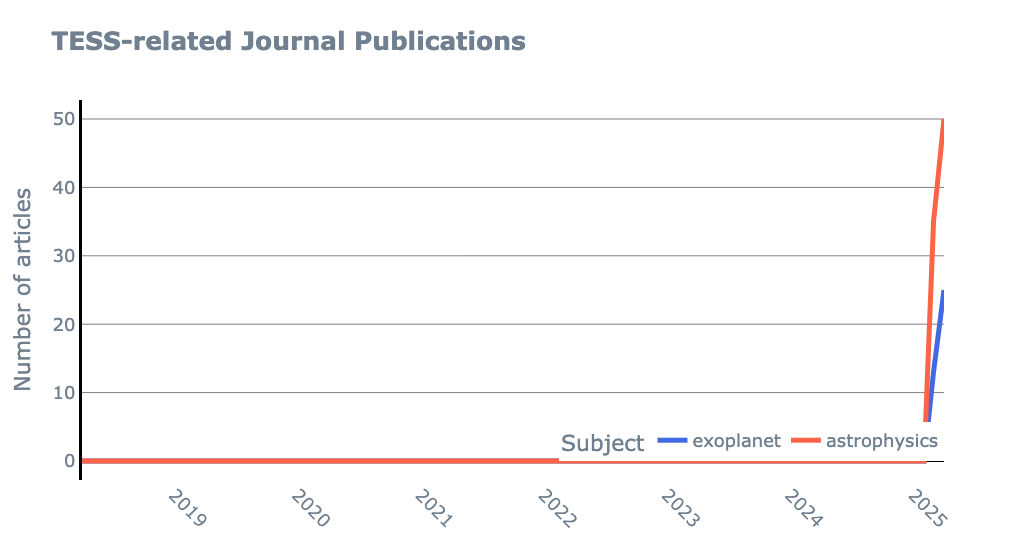 TESS-related Journal Publications
Number of articles
50
40
30
20
10
0
Subject exoplanet astrophysics
2019 2020 2021 2022 2023 2024 2025